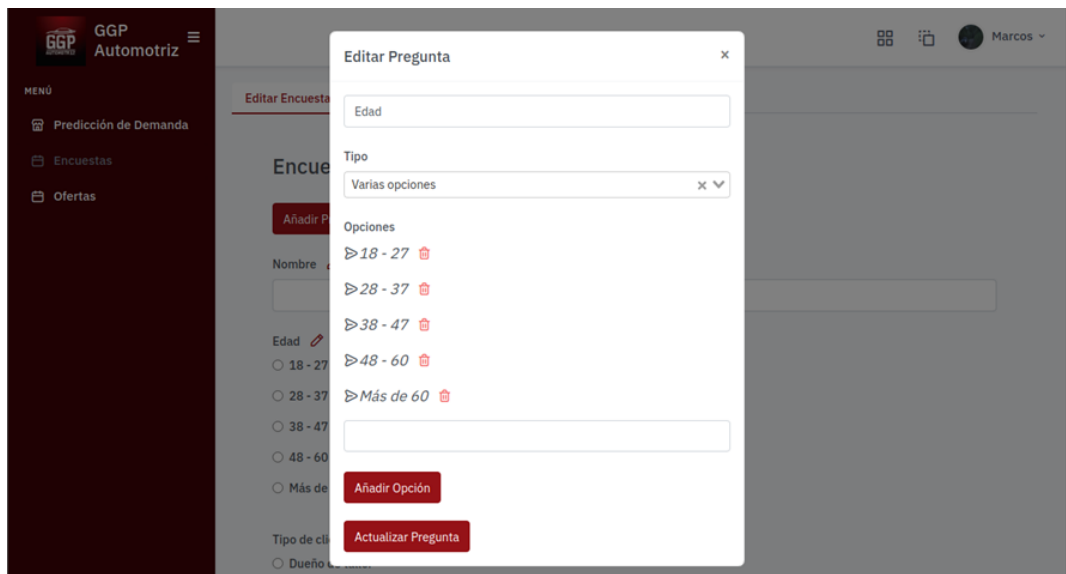 GGP
AUTOMOTRIZ
GGP
Automotriz
Marcos
MENÚ
Predicción de Demanda
Encuestas
Ofertas
Editar Encuesta
Encue
Añadir P
Nombre
Edad
18 - 27
28 - 37
38 - 47
48 - 60
Más de
Tipo de cli
Dueño
Editar Pregunta
×
Edad
Tipo
Varias opciones
Opciones
18 - 27
28 - 37
38 - 47
48 - 60
Más de 60
Añadir Opción
Actualizar Pregunta